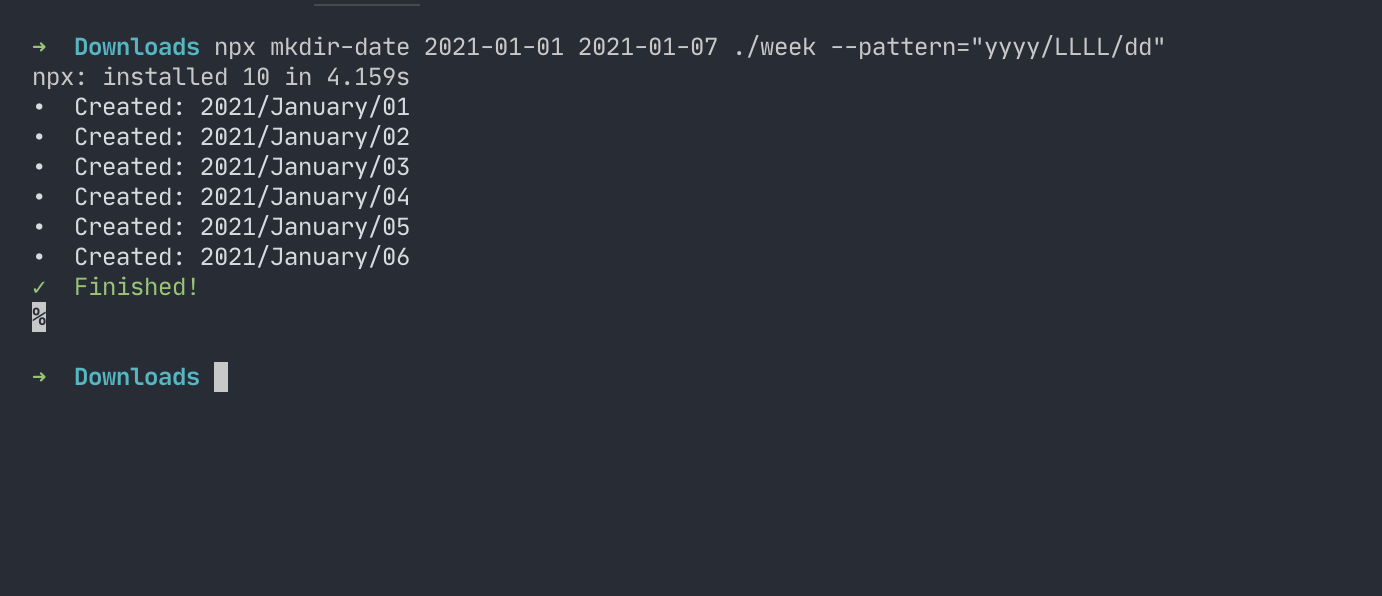 ➜  Downloads npx mkdir-date 2021-01-01 2021-01-07 ./week --pattern="yyyy/LLLL/dd"
npx: installed 10 in 4.159s
•  Created: 2021/January/01
•  Created: 2021/January/02
•  Created: 2021/January/03
•  Created: 2021/January/04
•  Created: 2021/January/05
•  Created: 2021/January/06
✓  Finished!
%
➜  Downloads